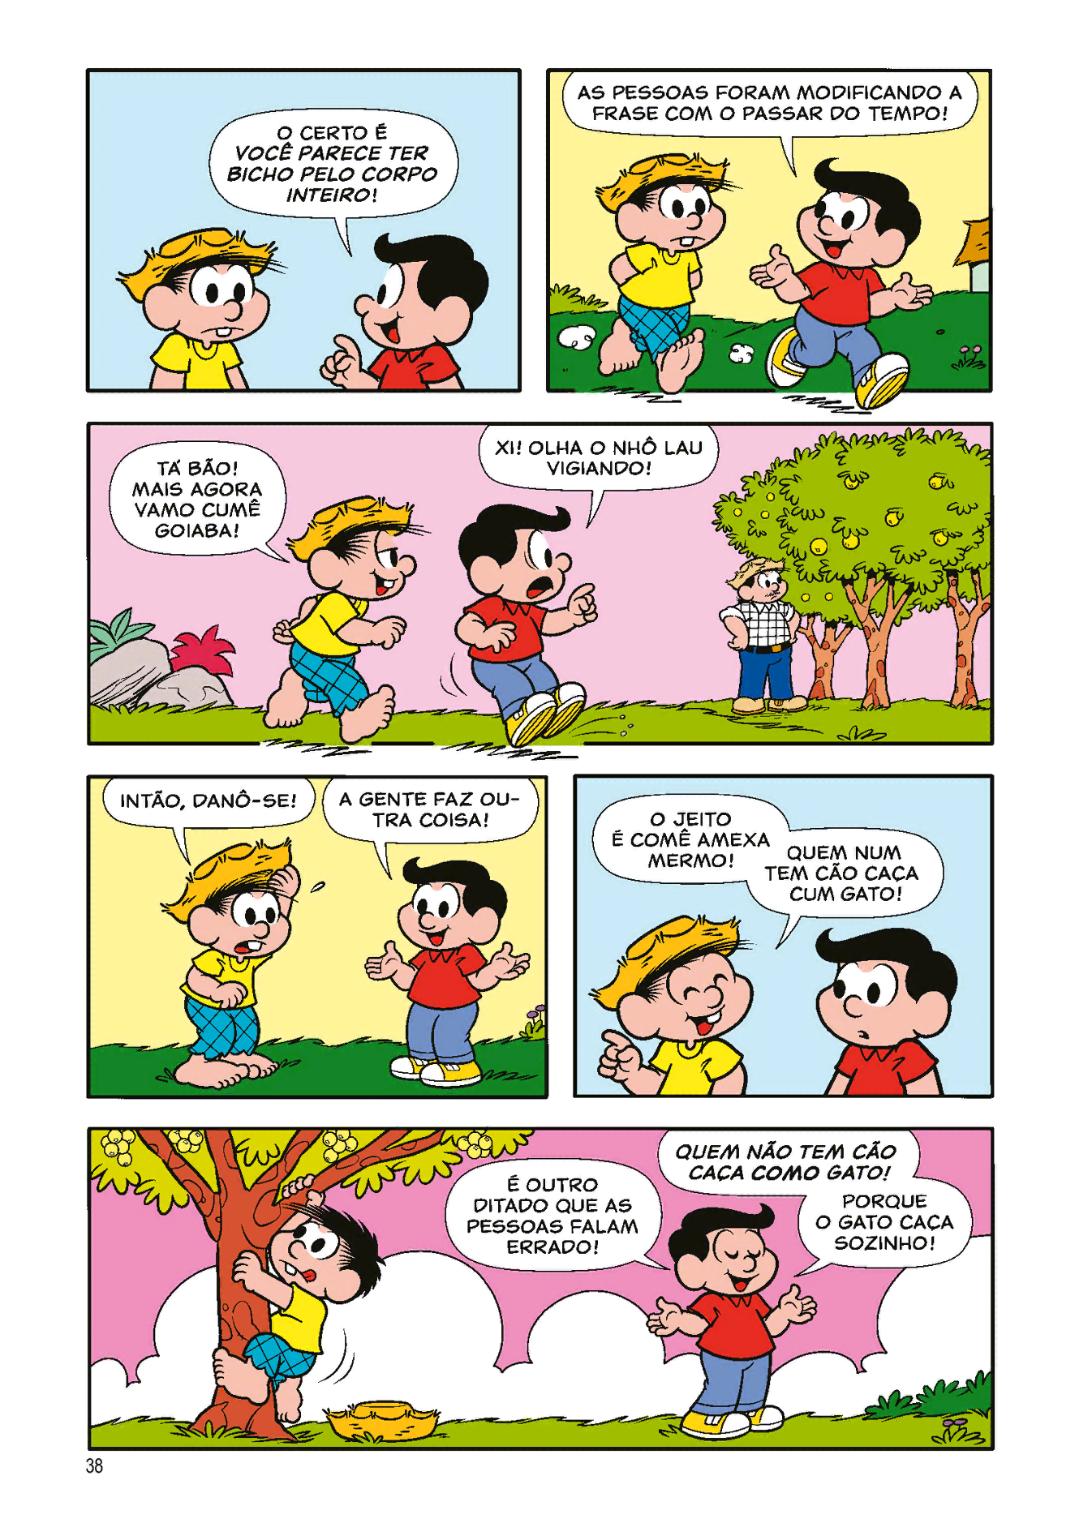 O CERTO É
VOCÊ PARECE TER
BICHO PELO CORPO
INTEIRO!
AS PESSOAS FORAM MODIFICANDO A
FRASE COM O PASSAR DO TEMPO!
TÁ BÃO!
MAIS AGORA
VAMO CUMÊ
GOIABA!
XI! OLHA O NHÔ LAU
VIGIANDO!
INTÃO, DANÔ-SE!
A GENTE FAZ OU-
TRA COISA!
O JEITO
É COMÊ AMEXA
MERMO!
QUEM NUM
TEM CÃO CAÇA
CUM GATO!
É OUTRO
DITADO QUE AS
PESSOAS FALAM
ERRADO!
QUEM NÃO TEM CÃO
CAÇA COMO GATO!
PORQUE
O GATO CAÇA
SOZINHO!
38